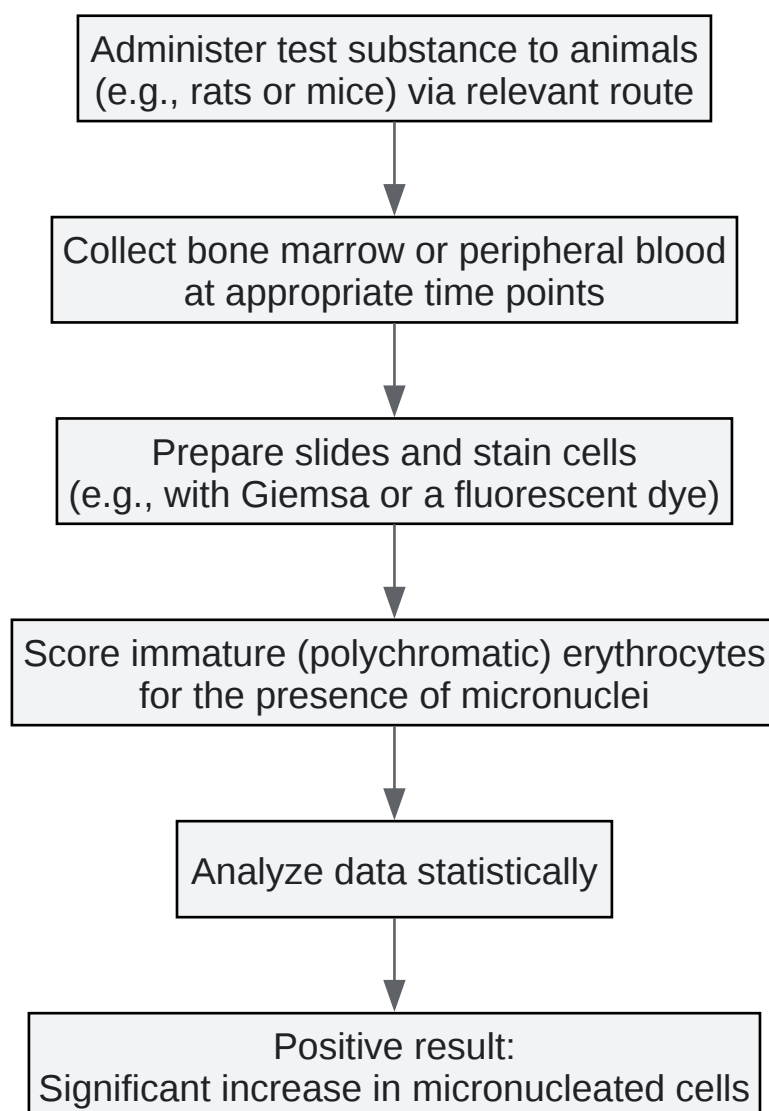 Administer test substance to animals
(e.g., rats or mice) via relevant route
Collect bone marrow or peripheral blood
at appropriate time points
Prepare slides and stain cells
(e.g., with Giemsa or a fluorescent dye)
Score immature (polychromatic) erythrocytes
for the presence of micronuclei
Analyze data statistically
Positive result:
Significant increase in micronucleated cells